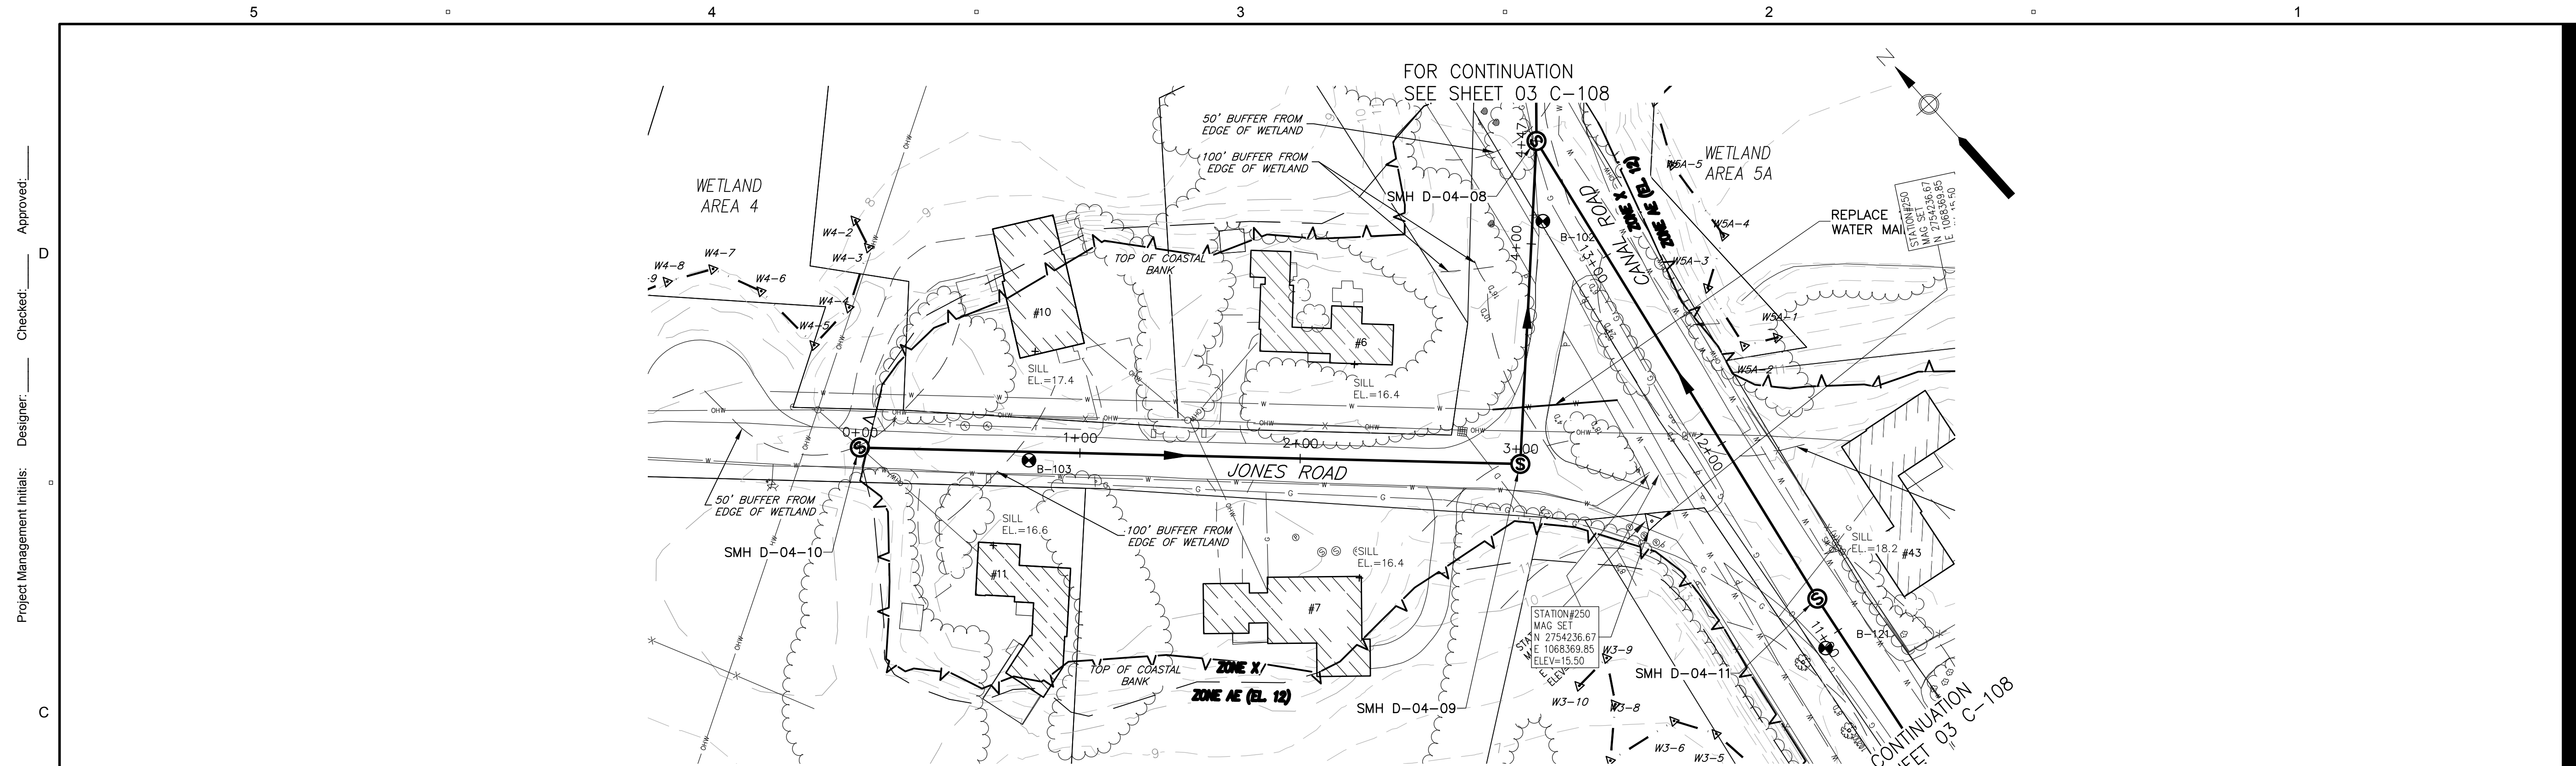 5
4
3
2
1
D
C
Approved:
Checked:
Designer:
Project Management Initials:
FOR CONTINUATION
SEE SHEET 03 C-108
50' BUFFER FROM
EDGE OF WETLAND
100' BUFFER FROM
EDGE OF WETLAND
WETLAND
AREA 4
WETLAND
AREA 5A
N
4+47
SMH D-04-08
CANAL ROAD
ZONE X
ZONE AE (EL. 12)
REPLACE
WATER MAI
STATION#250
MAG SET
N 2754236.67
E 1068369.85
W5A-5
W5A-4
W5A-3
W5A-1
W5A-2
W4-2
W4-3
W4-7
W4-8
-9
W4-6
W4-4
W4-5
TOP OF COASTAL
BANK
B-102
4+00
13+00
#10
#6
SILL
EL.=17.4
SILL
EL.=16.4
0+00
1+00
2+00
3+00
12+00
B-103
JONES ROAD
50' BUFFER FROM
EDGE OF WETLAND
SMH D-04-10
SILL
EL.=16.6
100' BUFFER FROM
EDGE OF WETLAND
#11
SILL
EL.=16.4
#7
SILL
EL.=18.2
#43
STATION#250
MAG SET
N 2754236.67
E 1068369.85
ELEV=15.50
B-121
W3-9
SMH D-04-11
TOP OF COASTAL
BANK
ZONE X
ZONE AE (EL. 12)
SMH D-04-09
W3-10
W3-8
W3-6
W3-5
CONTINUATION
EET 03 C-108